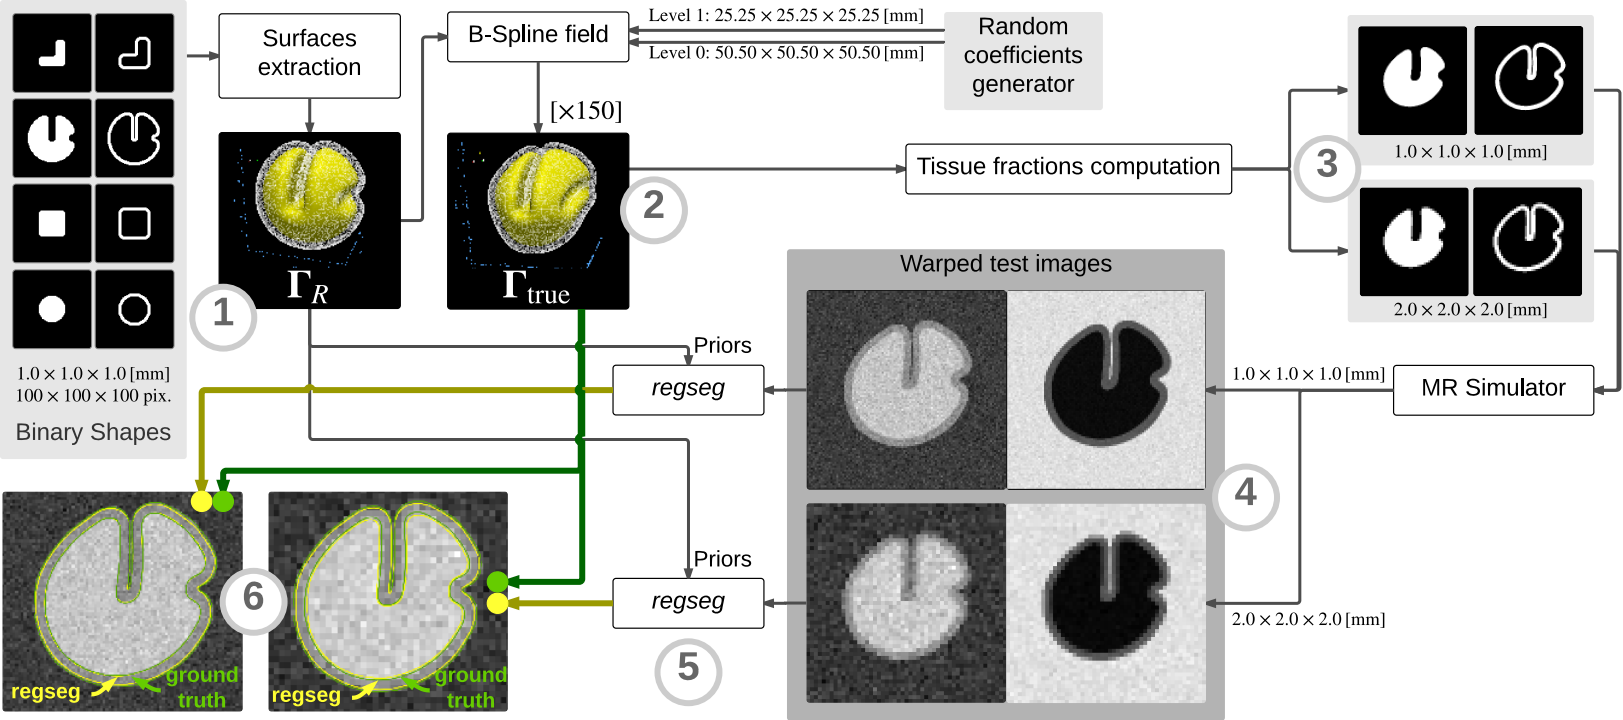 Surfaces
extraction
B-Spline field
Level 1: 25.25 × 25.25 × 25.25 [mm]
Level 0: 50.50 × 50.50 × 50.50 [mm]
Random
coefficients
generator
[×150]
Γ_R
Γ_true
1
2
Tissue fractions computation
3
1.0 × 1.0 × 1.0 [mm]
2.0 × 2.0 × 2.0 [mm]
1.0 × 1.0 × 1.0 [mm]
100 × 100 × 100 pix.
Binary Shapes
Warped test images
Priors
regseg
1.0 × 1.0 × 1.0 [mm]
MR Simulator
4
Priors
regseg
2.0 × 2.0 × 2.0 [mm]
5
6
regseg
ground
truth
regseg
ground
truth